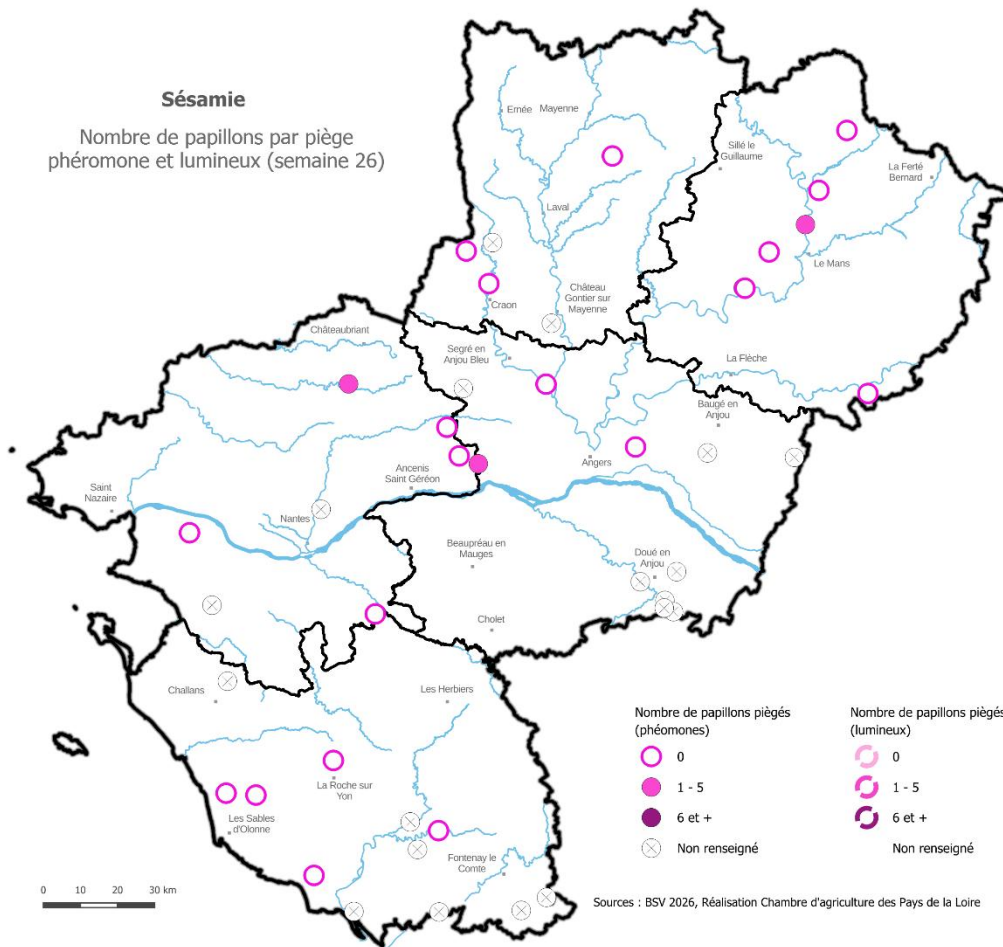 Sésamie
Nombre de papillons par piège
phéromone et lumineux (semaine 26)
Ernée
Mayenne
Sillé le
Guillaume
La Ferté
Bernard
Laval
Le Mans
Craon
Château
Gontier sur
Mayenne
Châteaubriant
Segré en
Anjou Bleu
La Flèche
Baugé en
Anjou
Angers
Ancenis
Saint Géréon
Saint
Nazaire
Nantes
Beaupréau en
Mauges
Doué en
Anjou
Cholet
Challans
Les Herbiers
La Roche sur
Yon
Les Sables
d'Olonne
Fontenay le
Comte
Nombre de papillons piégés
(phéomones)
0
1 - 5
6 et +
Non renseigné
Nombre de papillons piégés
(lumineux)
0
1 - 5
6 et +
Non renseigné
0 10 20 30 km
Sources : BSV 2026, Réalisation Chambre d'agriculture des Pays de la Loire